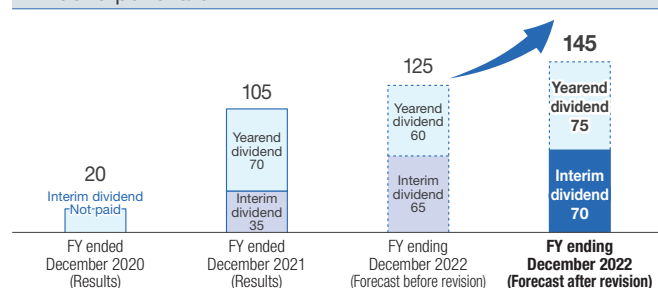 20
Interim dividend
Not-paid
105
Yearend
dividend
70
Interim
dividend
35
125
Yearend
dividend
60
Interim
dividend
65
145
Yearend
dividend
75
Interim
dividend
70
FY ended
December 2020
(Results)
FY ended
December 2021
(Results)
FY ending
December 2022
(Forecast before revision)
FY ending
December 2022
(Forecast after revision)